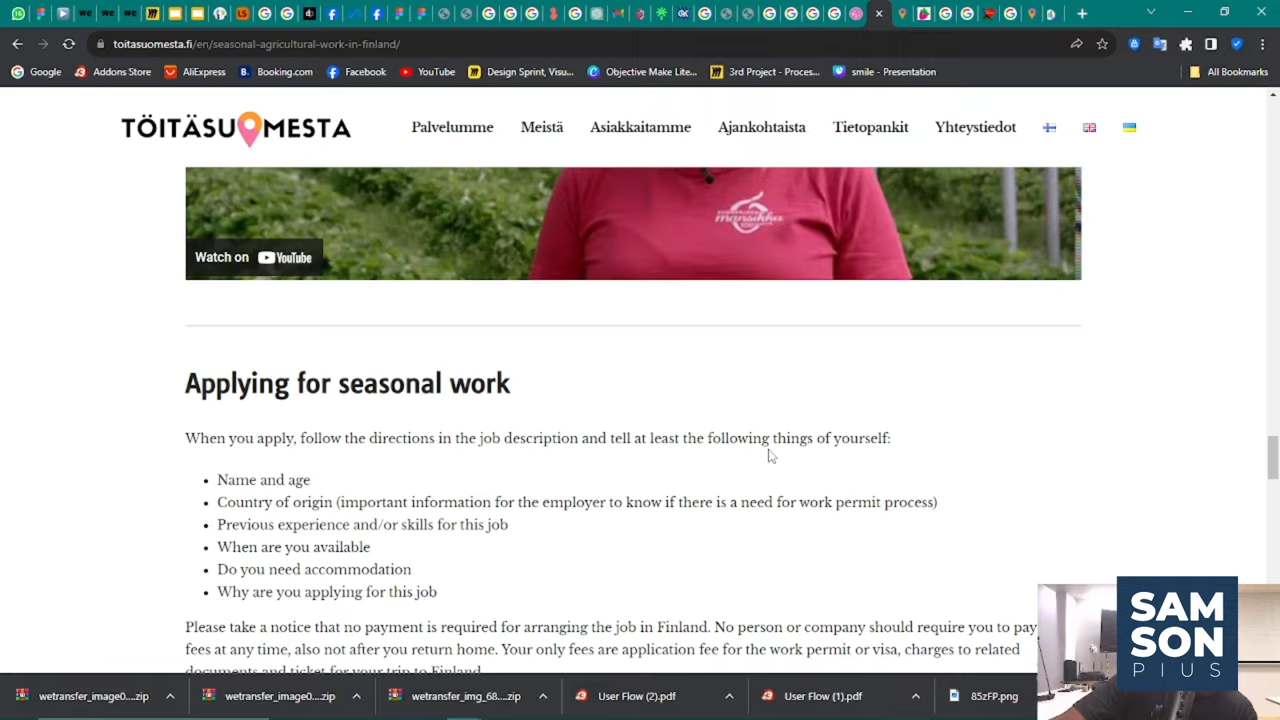 toitasuomesta.fi/en/seasonal-agricultural-work-in-finland/
Google
Addons Store
AliExpress
Booking.com
Facebook
YouTube
Design Sprint, Visu...
Objective Make Lite...
3rd Project - Proces...
smile - Presentation
All Bookmarks
TÖITÄSUOMESTA
Palvelumme
Meistä
Asiakkaitamme
Ajankohtaista
Tietopankit
Yhteystiedot
mansikka
Watch on YouTube
Applying for seasonal work
When you apply, follow the directions in the job description and tell at least the following things of yourself:
• Name and age
• Country of origin (important information for the employer to know if there is a need for work permit process)
• Previous experience and/or skills for this job
• When are you available
• Do you need accommodation
• Why are you applying for this job
Please take a notice that no payment is required for arranging the job in Finland. No person or company should require you to pay
fees at any time, also not after you return home. Your only fees are application fee for the work permit or visa, charges to related
documents and ticket for your trip to Finland
SAM
SON
PIUS
wetransfer_image0....zip
wetransfer_image0....zip
wetransfer_img_68....zip
User Flow (2).pdf
User Flow (1).pdf
85zFP.png